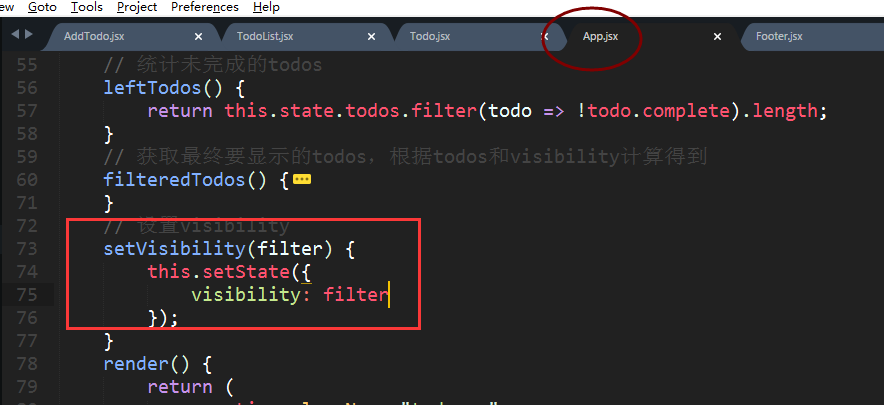 ew Goto Tools Project Preferences Help
AddTodo.jsx × TodoList.jsx × Todo.jsx × App.jsx × Footer.jsx
55 // 统计未完成的todos
56 leftTodos() {
57 return this.state.todos.filter(todo => !todo.complete).length;
58 }
59 // 获取最终要显示的todos，根据todos和visibility计算得到
60 filteredTodos() {
71 }
72 // 设置visibility
73 setVisibility(filter) {
74 this.setState({
75 visibility: filter
76 });
77 }
78 render() {
79 return (